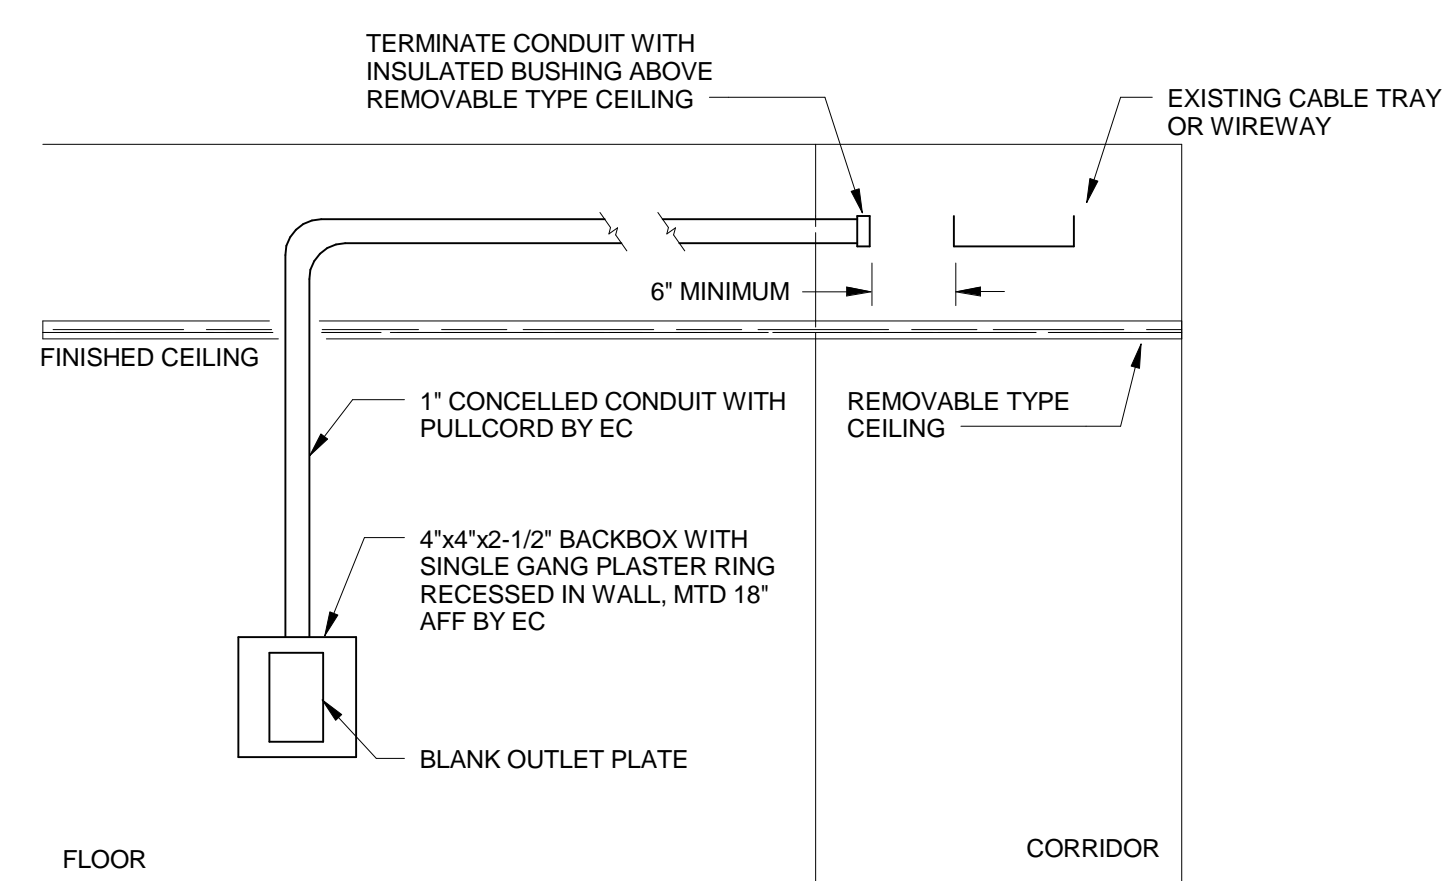 TERMINATE CONDUIT WITH
INSULATED BUSHING ABOVE
REMOVABLE TYPE CEILING
EXISTING CABLE TRAY
OR WIREWAY
6" MINIMUM
FINISHED CEILING
1" CONCELLED CONDUIT WITH
PULLCORD BY EC
REMOVABLE TYPE
CEILING
4"x4"x2-1/2" BACKBOX WITH
SINGLE GANG PLASTER RING
RECESSED IN WALL, MTD 18"
AFF BY EC
BLANK OUTLET PLATE
FLOOR
CORRIDOR